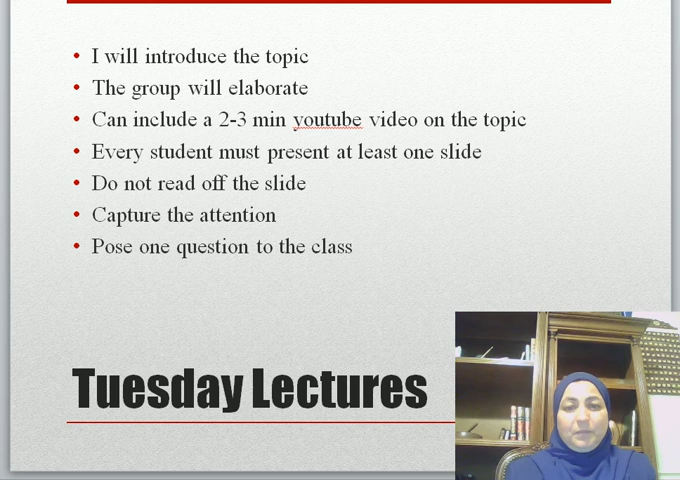 I will introduce the topic
The group will elaborate
Can include a 2-3 min youtube video on the topic
Every student must present at least one slide
Do not read off the slide
Capture the attention
Pose one question to the class
Tuesday Lectures